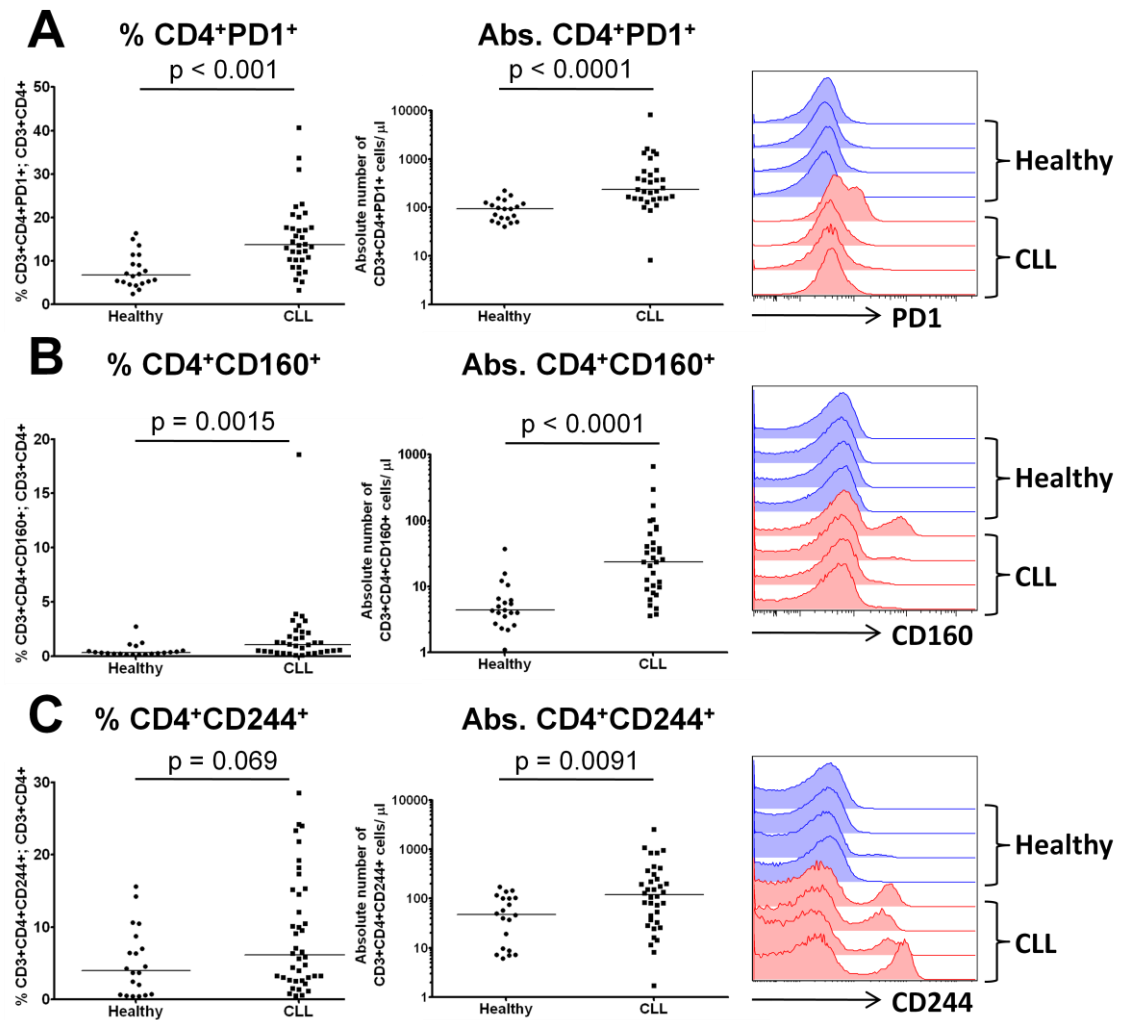 A
% CD4⁺PD1⁺
p < 0.001
% CD3+CD4+PD1+; CD3+CD4+
50
40
30
20
10
0
Healthy
CLL
Abs. CD4⁺PD1⁺
p < 0.0001
Absolute number of
CD3+CD4+PD1+ cells/ μl
10000
1000
100
10
1
Healthy
CLL
Healthy
CLL
PD1
B
% CD4⁺CD160⁺
p = 0.0015
% CD3+CD4+CD160+; CD3+CD4+
20
15
10
5
0
Healthy
CLL
Abs. CD4⁺CD160⁺
p < 0.0001
Absolute number of
CD3+CD4+CD160+ cells/ μl
1000
100
10
1
Healthy
CLL
Healthy
CLL
CD160
C
% CD4⁺CD244⁺
p = 0.069
% CD3+CD4+CD244+; CD3+CD4+
30
20
10
0
Healthy
CLL
Abs. CD4⁺CD244⁺
p = 0.0091
Absolute number of
CD3+CD4+CD244+ cells/ μl
10000
1000
100
10
1
Healthy
CLL
Healthy
CLL
CD244